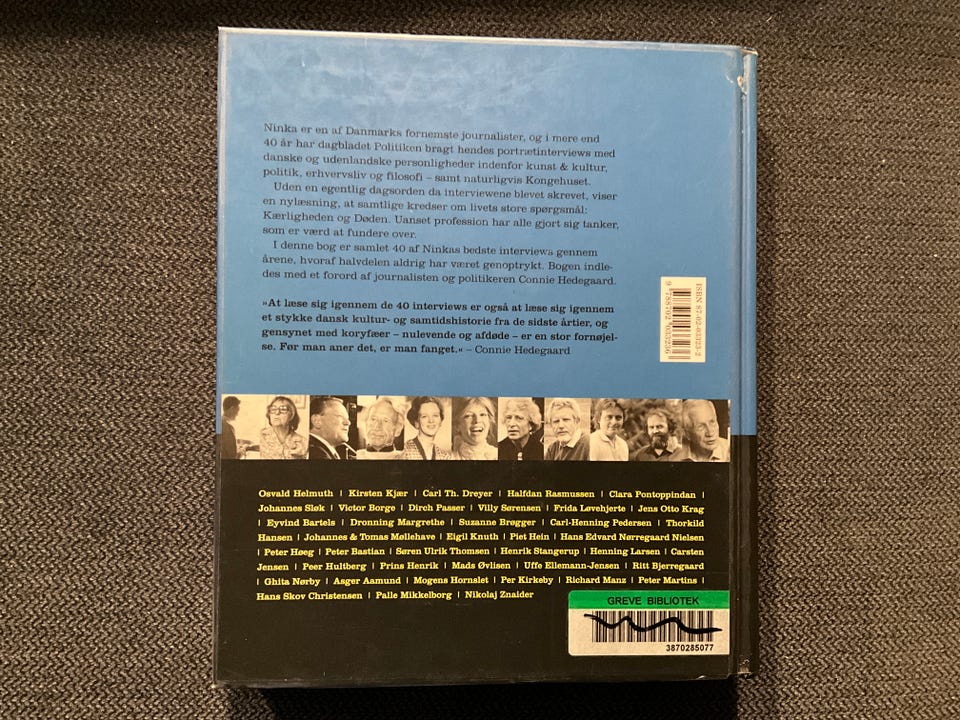 Ninka er en af Danmarks fornemste journalister, og i mere end
40 år har dagbladet Politiken bragt hendes portrætinterviews med
danske og udenlandske personligheder indenfor kunst & kultur,
politik, erhvervsliv og filosofi – samt naturligvis Kongehuset.
Uden en egentlig dagsorden da interviewene blevet skrevet, viser
en nylæsning, at samtlige kredser om livets store spørgsmål:
Kærligheden og Døden. Uanset profession har alle gjort sig tanker,
som er værd at fundere over.
I denne bog er samlet 40 af Ninkas bedste interviews gennem
årene, hvoraf halvdelen aldrig har været genoptrykt. Bogen indle-
des med et forord af journalisten og politikeren Connie Hedegaard.
»At læse sig igennem de 40 interviews er også at læse sig igennem
et stykke dansk kultur- og samtidshistorie fra de sidste årtier, og
gensynet med koryfæer – nulevende og afdøde – er en stor fornøjel-
se. Før man aner det, er man fanget.« – Connie Hedegaard
ISBN 87-02-03323-2
9 788702 033236
Osvald Helmuth | Kirsten Kjær | Carl Th. Dreyer | Halfdan Rasmussen | Clara Pontoppidan |
Johannes Sløk | Victor Borge | Dirch Passer | Villy Sørensen | Frida Løvehjerte | Jens Otto Krag
| Eyvind Bartels | Dronning Margrethe | Suzanne Brøgger | Carl-Henning Pedersen | Thorkild
Hansen | Johannes & Tomas Møllehave | Eigil Knuth | Piet Hein | Hans Edvard Nørregaard Nielsen
| Peter Høeg | Peter Bastian | Søren Ulrik Thomsen | Henrik Stangerup | Henning Larsen | Carsten
Jensen | Peer Hultberg | Prins Henrik | Mads Øvlisen | Uffe Ellemann-Jensen | Ritt Bjerregaard
| Ghita Nørby | Asger Aamund | Mogens Hornslet | Per Kirkeby | Richard Manz | Peter Martins |
Hans Skov Christensen | Palle Mikkelborg | Nikolaj Znaider
GREVE BIBLIOTEK
3870285077